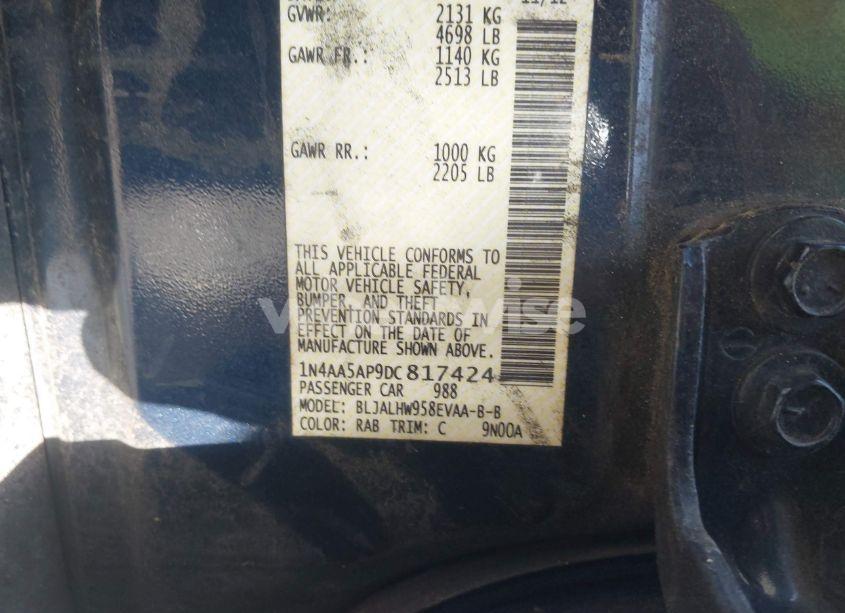 11/12
GVWR: 2131 KG
4698 LB
GAWR FR.: 1140 KG
2513 LB
GAWR RR.: 1000 KG
2205 LB
THIS VEHICLE CONFORMS TO
ALL APPLICABLE FEDERAL
MOTOR VEHICLE SAFETY,
BUMPER, AND THEFT
PREVENTION STANDARDS IN
EFFECT ON THE DATE OF
MANUFACTURE SHOWN ABOVE.
1N4AA5AP9DC817424
PASSENGER CAR 988
MODEL: BLJALHW958EVAA-B-B
COLOR: RAB TRIM: C 9N00A